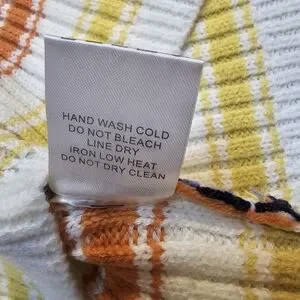 HAND WASH COLD
DO NOT BLEACH
LINE DRY
IRON LOW HEAT
DO NOT DRY CLEAN